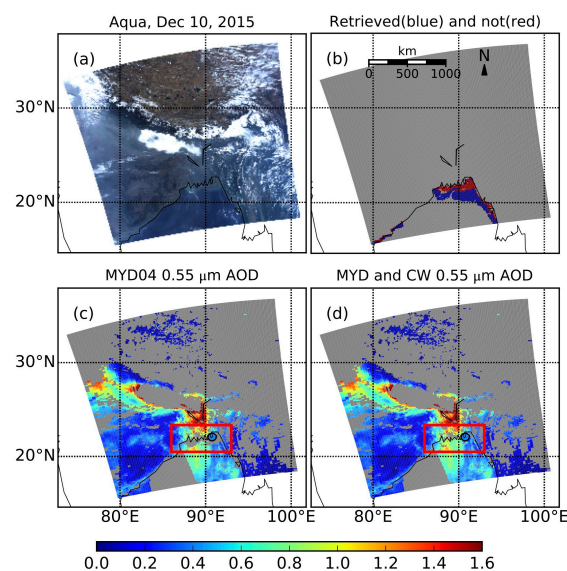 Aqua, Dec 10, 2015
Retrieved(blue) and not(red)
(a)
(b)
km
0 500 1000
N
30°N
20°N
MYD04 0.55 μm AOD
MYD and CW 0.55 μm AOD
(c)
(d)
30°N
20°N
80°E 90°E 100°E 80°E 90°E 100°E
0.0 0.2 0.4 0.6 0.8 1.0 1.2 1.4 1.6